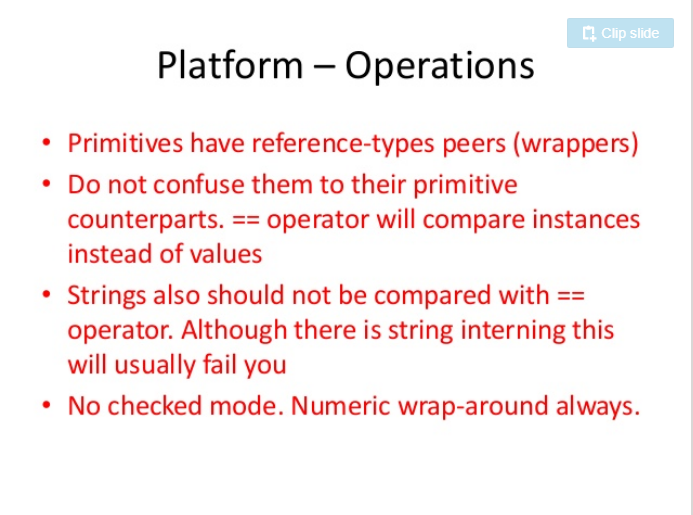 Clip slide
Platform – Operations
• Primitives have reference-types peers (wrappers)
• Do not confuse them to their primitive
counterparts. == operator will compare instances
instead of values
• Strings also should not be compared with ==
operator. Although there is string interning this
will usually fail you
• No checked mode. Numeric wrap-around always.